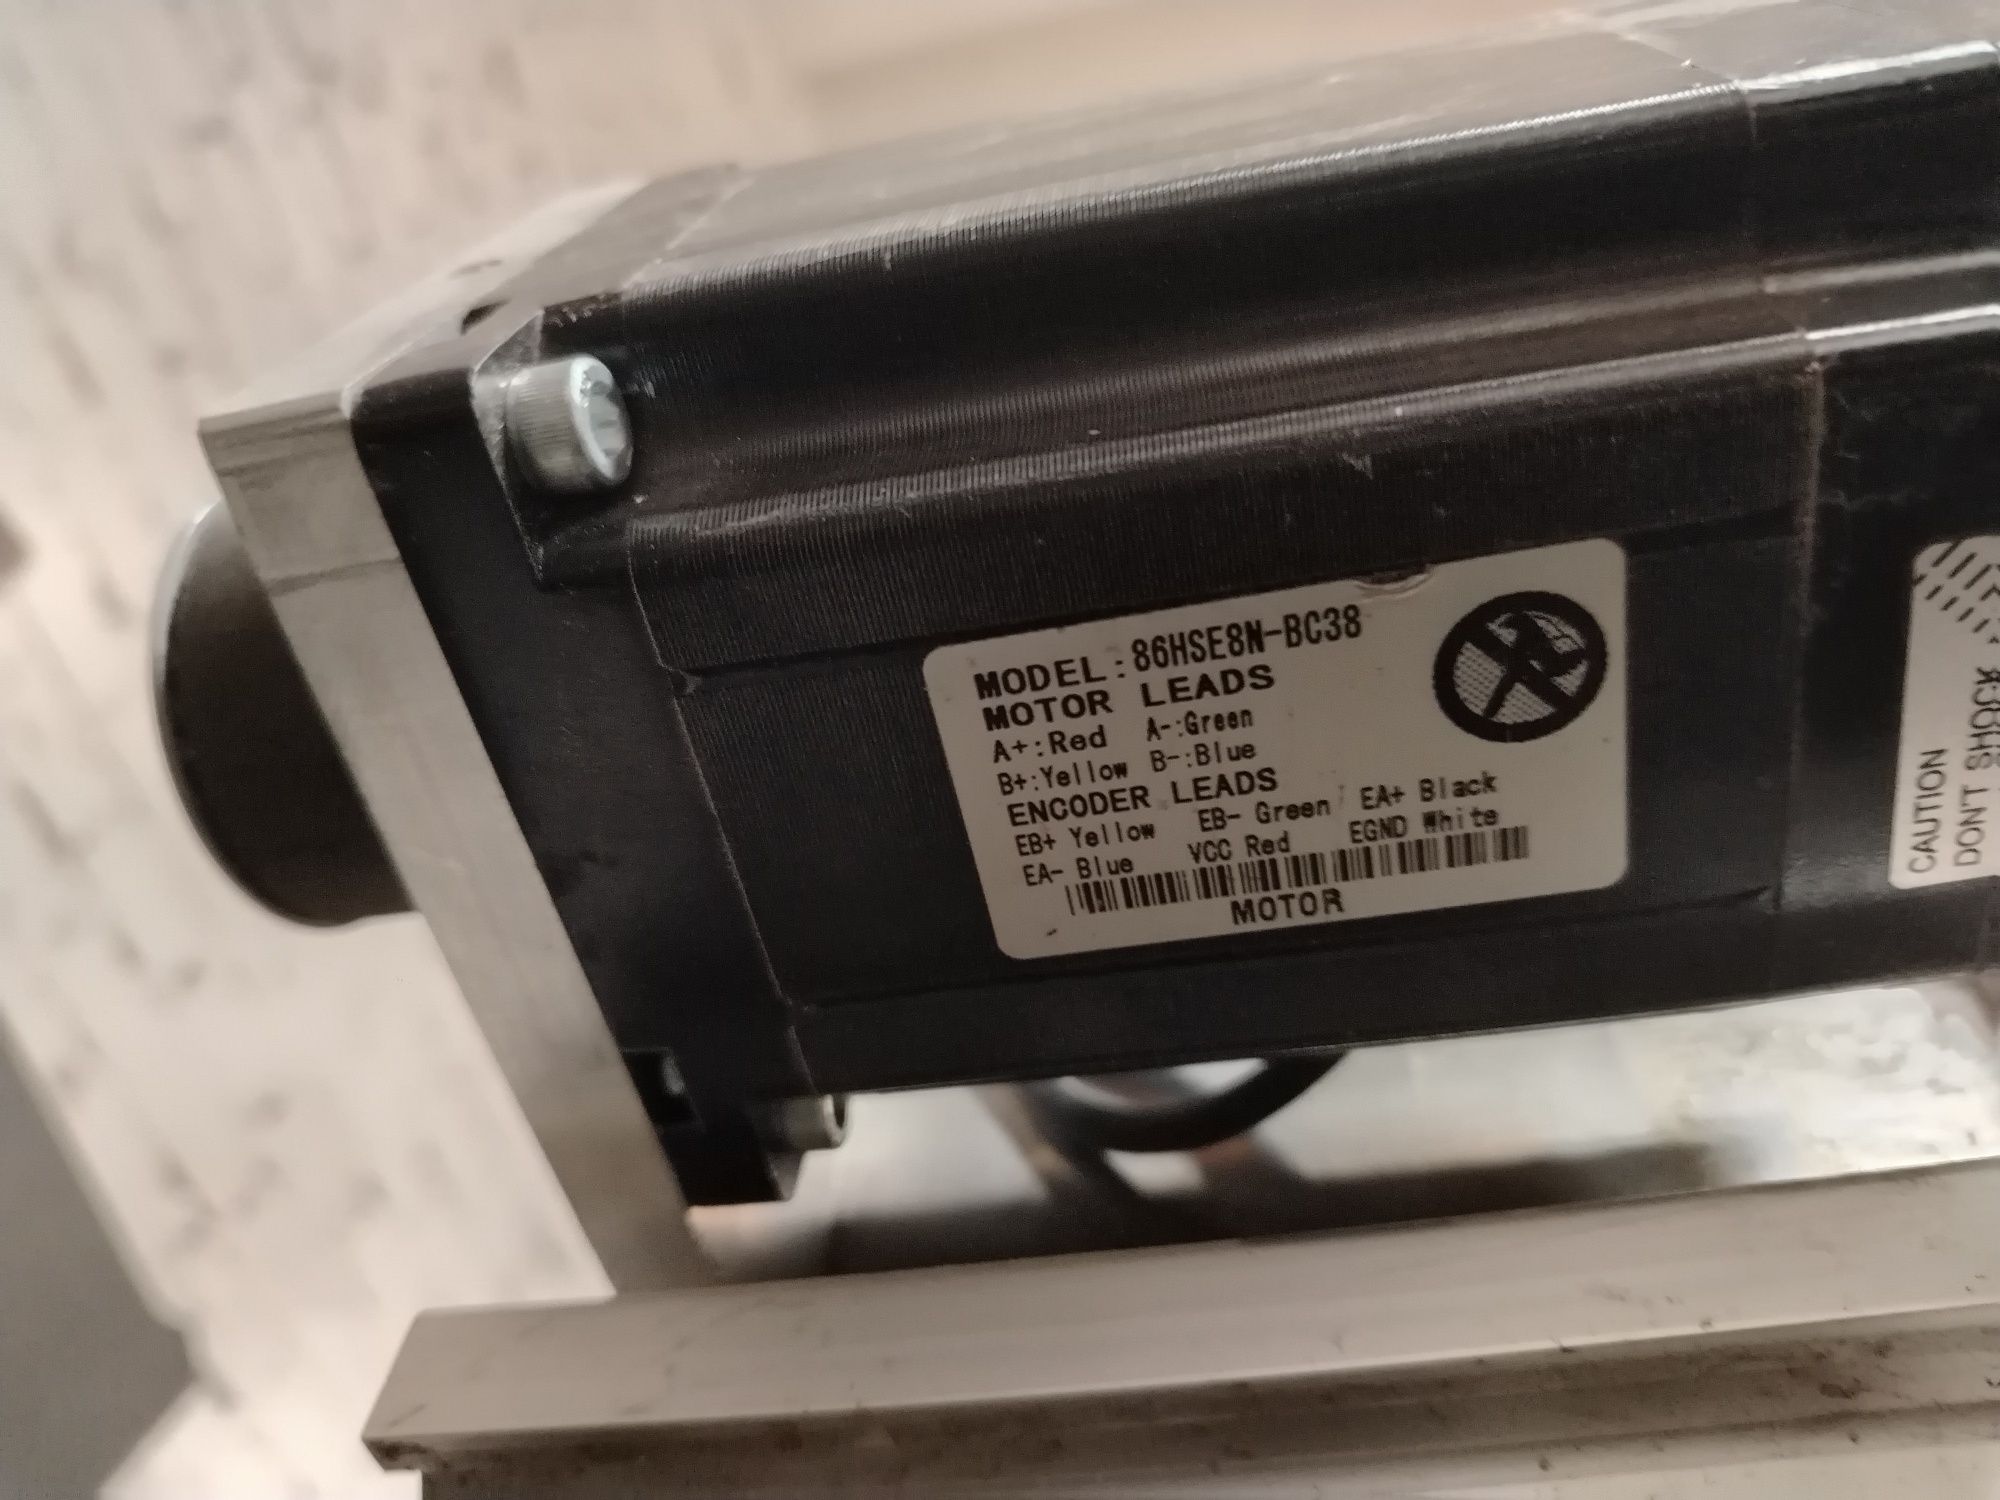 MODEL:86HSE8N-BC38
MOTOR LEADS
A+:Red A-:Green
B+:Yellow B-:Blue
ENCODER LEADS
EB+ Yellow EB- Green EA+ Black
EA- Blue VCC Red EGND White
MOTOR
CAUTION
DON'T SHOCK